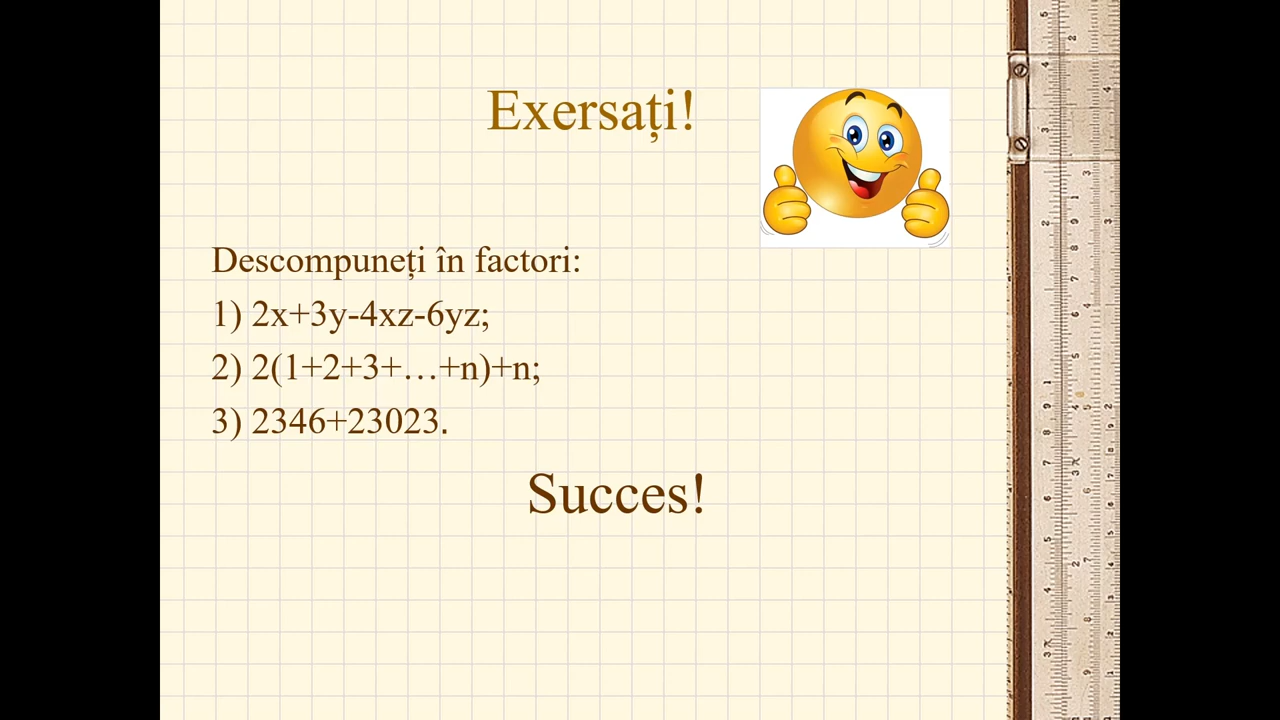 Exersați!
Descompuneți în factori:
1) 2x+3y-4xz-6yz;
2) 2(1+2+3+…+n)+n;
3) 2346+23023.
Succes!